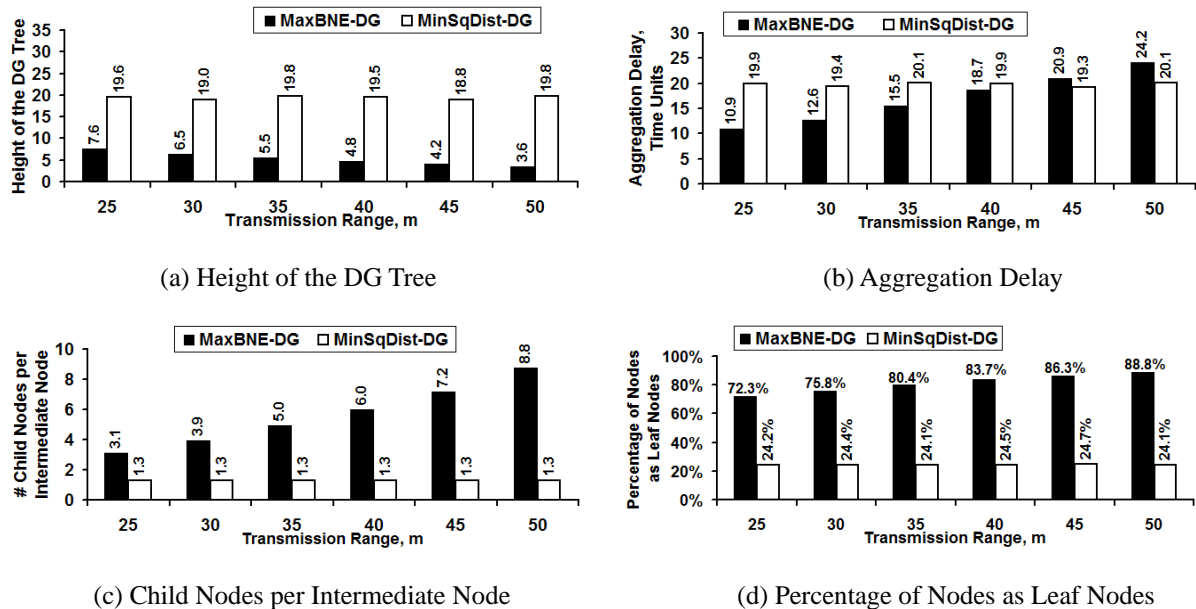 MaxBNE-DG MinSqDist-DG
Height of the DG Tree
35
30
25
20
15
10
5
0
7.6 19.6 6.5 19.0 5.5 19.8 4.8 19.5 4.2 18.8 3.6 19.8
25 30 35 40 45 50
Transmission Range, m
(a) Height of the DG Tree
MaxBNE-DG MinSqDist-DG
Aggregation Delay,
Time Units
30
25
20
15
10
5
0
10.9 19.9 12.6 19.4 15.5 20.1 18.7 19.9 20.9 19.3 24.2 20.1
25 30 35 40 45 50
Transmission Range, m
(b) Aggregation Delay
MaxBNE-DG MinSqDist-DG
# Child Nodes per
Intermediate Node
10
8
6
4
2
0
3.1 1.3 3.9 1.3 5.0 1.3 6.0 1.3 7.2 1.3 8.8 1.3
25 30 35 40 45 50
Transmission Range, m
(c) Child Nodes per Intermediate Node
MaxBNE-DG MinSqDist-DG
Percentage of Nodes
as Leaf Nodes
100%
80%
60%
40%
20%
0%
72.3% 24.2% 75.8% 24.4% 80.4% 24.1% 83.7% 24.5% 86.3% 24.7% 88.8% 24.1%
25 30 35 40 45 50
Transmission Range, m
(d) Percentage of Nodes as Leaf Nodes